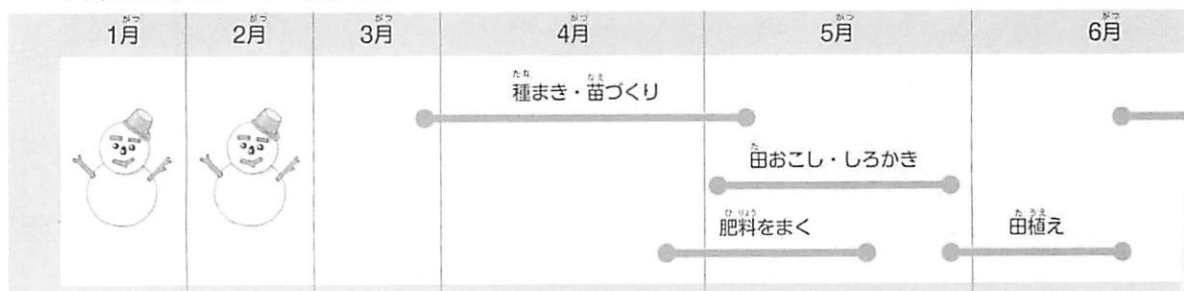 1月 2月 3月 4月 5月 6月
種まき・苗づくり
田おこし・しろかき
肥料をまく
田植え